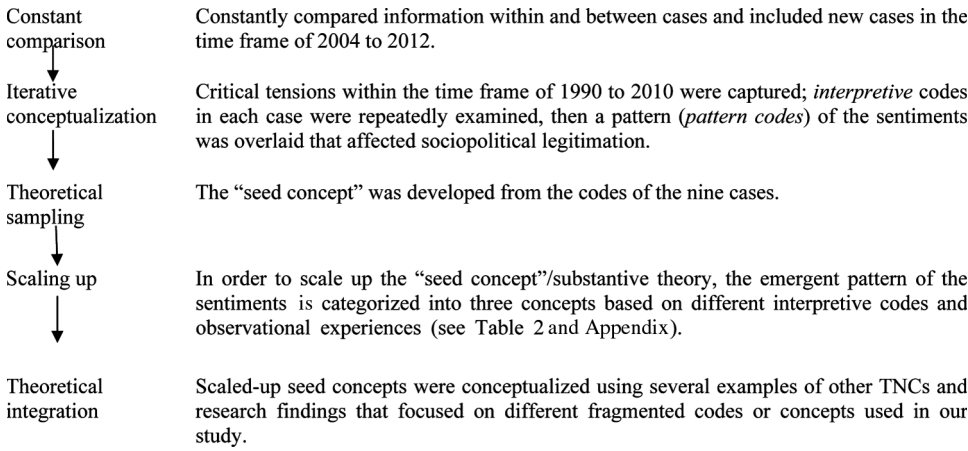 Constant
comparison
Constantly compared information within and between cases and included new cases in the
time frame of 2004 to 2012.
Iterative
conceptualization
Critical tensions within the time frame of 1990 to 2010 were captured; interpretive codes
in each case were repeatedly examined, then a pattern (pattern codes) of the sentiments
was overlaid that affected sociopolitical legitimation.
Theoretical
sampling
The “seed concept” was developed from the codes of the nine cases.
Scaling up
In order to scale up the “seed concept”/substantive theory, the emergent pattern of the
sentiments is categorized into three concepts based on different interpretive codes and
observational experiences (see Table 2 and Appendix).
Theoretical
integration
Scaled-up seed concepts were conceptualized using several examples of other TNCs and
research findings that focused on different fragmented codes or concepts used in our
study.